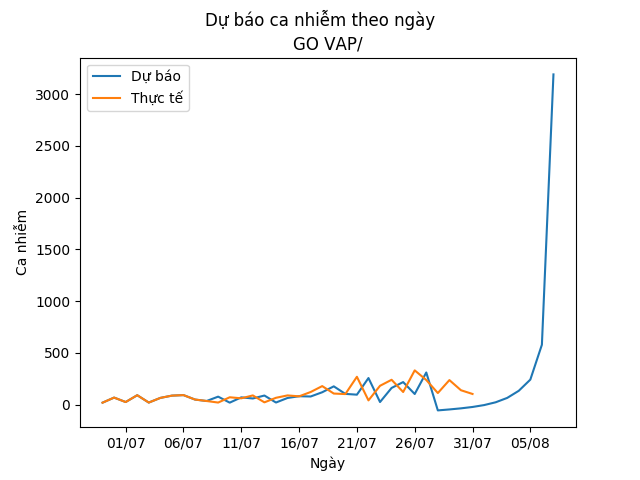 Dự báo ca nhiễm theo ngày
GO VAP/
Dự báo
Thực tế
Ca nhiễm
3000
2500
2000
1500
1000
500
0
01/07
06/07
11/07
16/07
21/07
26/07
31/07
05/08
Ngày